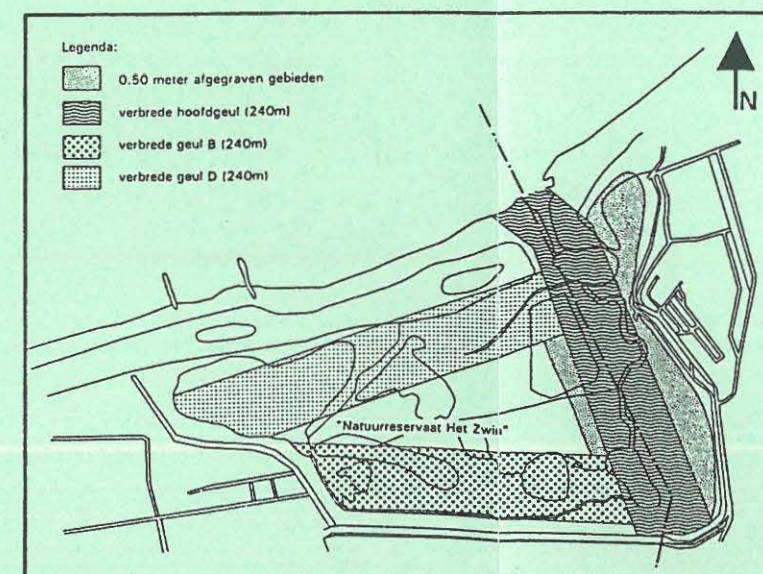 Legenda:
0.50 meter afgegraven gebieden
verbrede hoofdgeul (240m)
verbrede geul B (240m)
verbrede geul D (240m)
N
"Natuurreservaat Het Zwin"